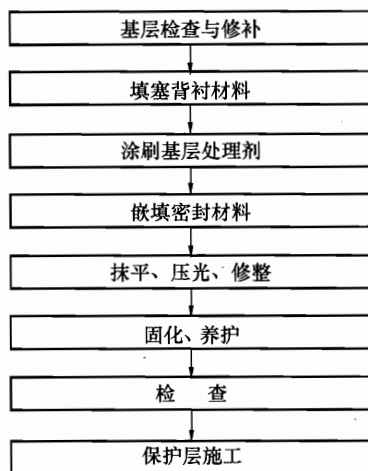 基层检查与修补
填塞背衬材料
涂刷基层处理剂
嵌填密封材料
抹平、压光、修整
固化、养护
检 查
保护层施工